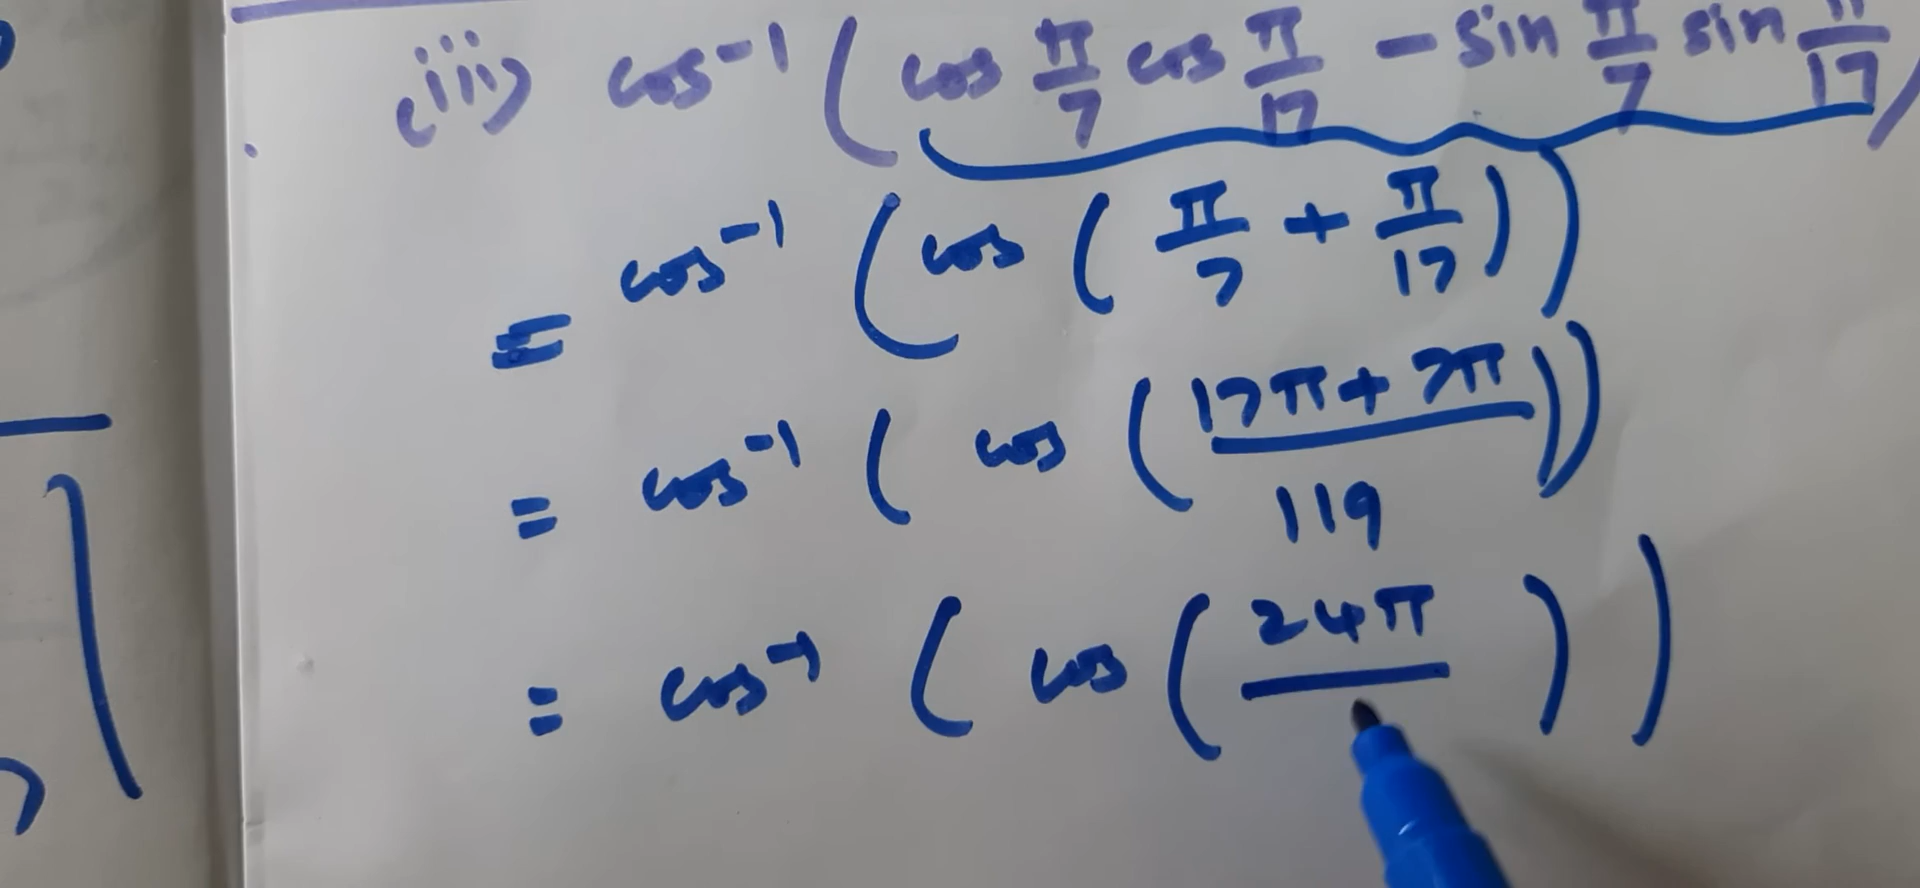 (iii) cos⁻¹ ( cos π/7 cos π/17 - sin π/7 sin π/17 )
= cos⁻¹ ( cos ( π/7 + π/17 ) )
= cos⁻¹ ( cos ( (17π + 7π)/119 ) )
= cos⁻¹ ( cos ( 24π/ ) )